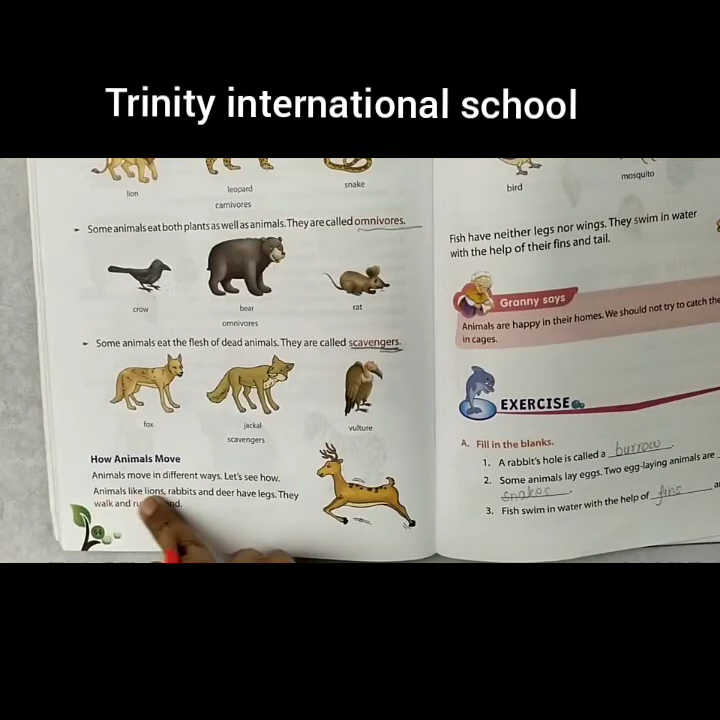 Trinity international school
lion
leopard
snake
carnivores
Some animals eat both plants as well as animals. They are called omnivores.
crow
bear
rat
omnivores
Some animals eat the flesh of dead animals. They are called scavengers.
fox
jackal
vulture
scavengers
How Animals Move
Animals move in different ways. Let's see how.
Animals like lions, rabbits and deer have legs. They
walk and
bird
mosquito
Fish have neither legs nor wings. They swim in water
with the help of their fins and tail.
Granny says
Animals are happy in their homes. We should not try to catch the
in cages.
EXERCISE
A. Fill in the blanks.
1. A rabbit's hole is called a burrow.
2. Some animals lay eggs. Two egg-laying animals are
snakes.
3. Fish swim in water with the help of fins